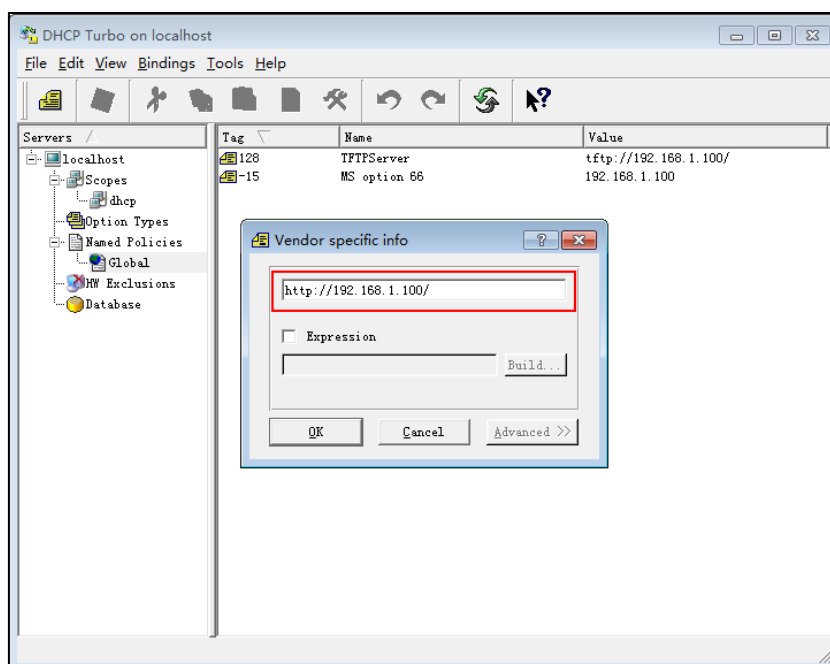 DHCP Turbo on localhost
File Edit View Bindings Tools Help
Servers Tag Name Value
localhost
Scopes
dhcp
Option Types
Named Policies
Global
HW Exclusions
Database
128 TFTPServer tftp://192.168.1.100/
-15 MS option 66 192.168.1.100
Vendor specific info
http://192.168.1.100/
Expression
Build...
OK Cancel Advanced >>